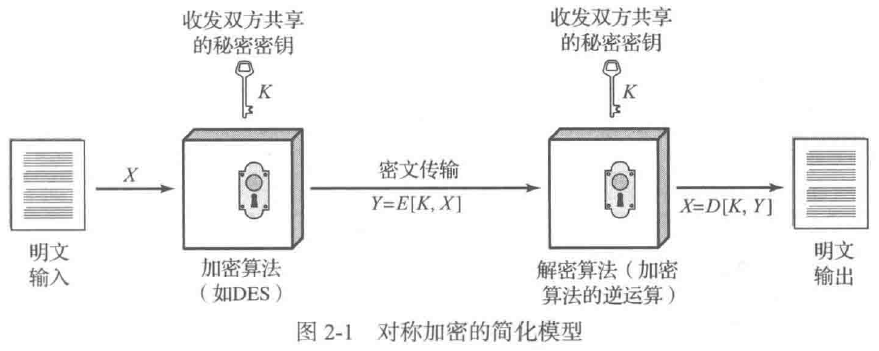 收发双方共享
的秘密密钥
K
收发双方共享
的秘密密钥
K
X
密文传输
Y=E[K, X]
X=D[K, Y]
明文
输入
加密算法
（如DES）
解密算法（加密
算法的逆运算）
明文
输出
图 2-1 对称加密的简化模型